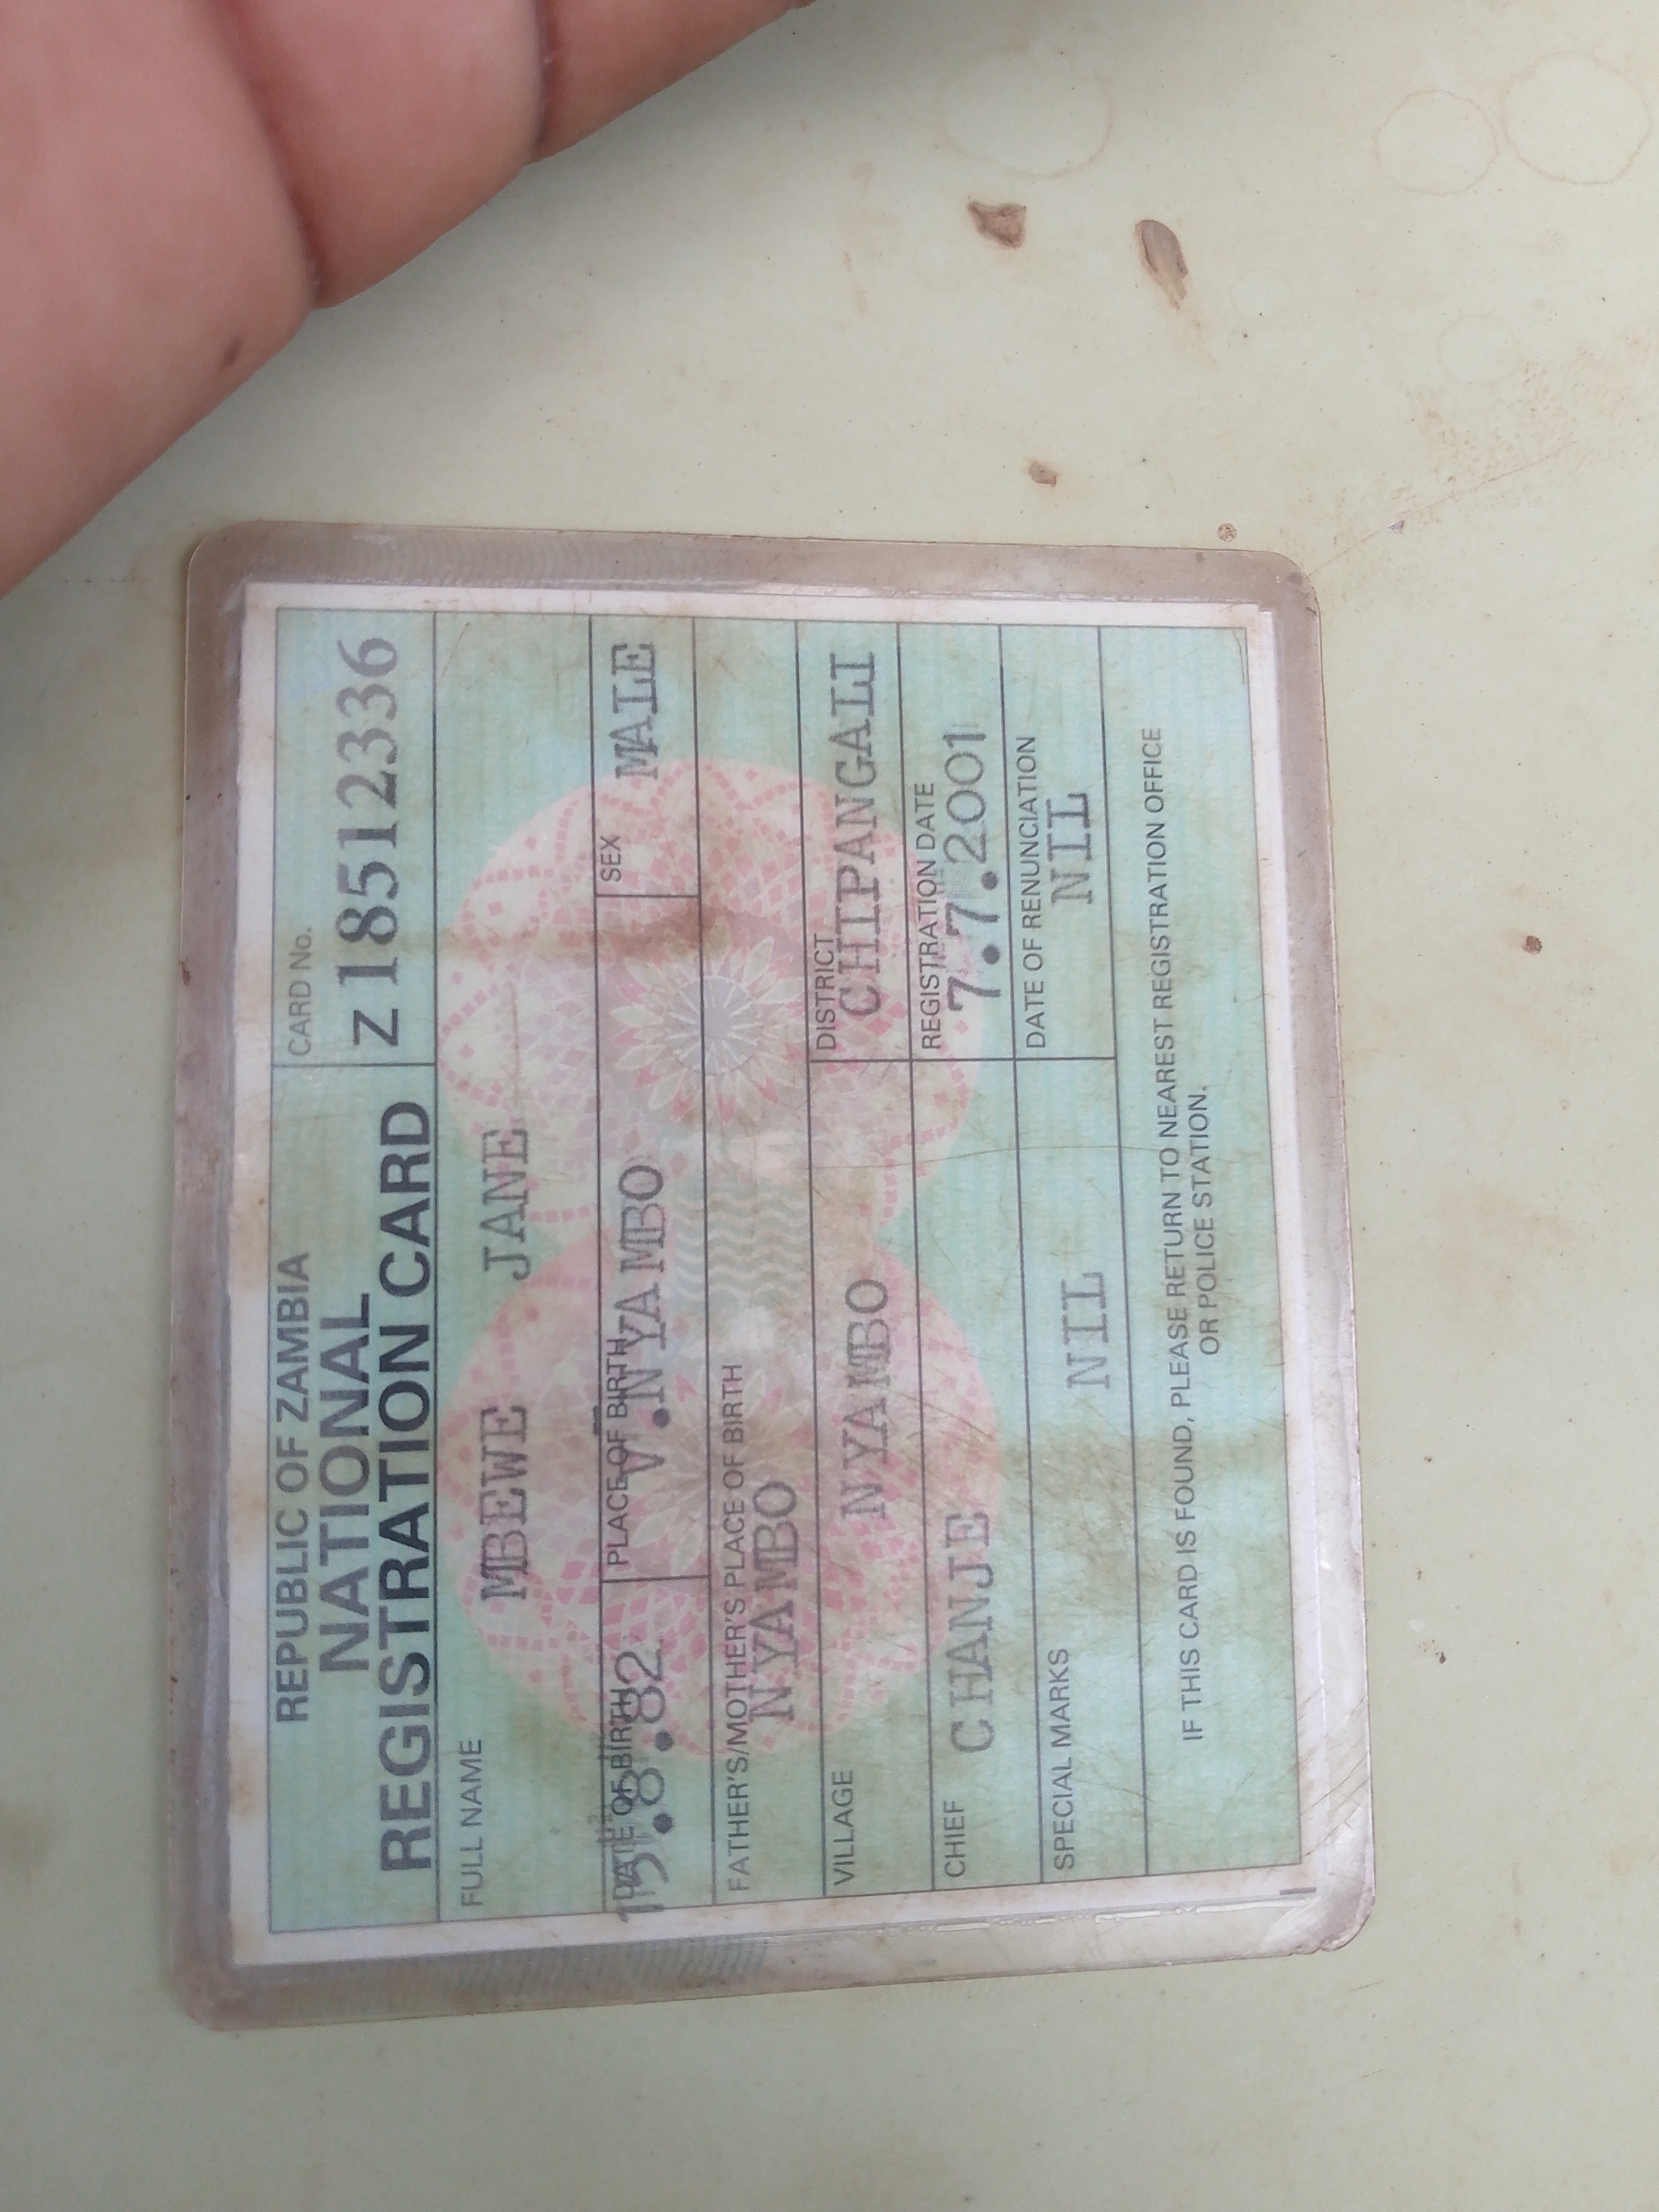 REPUBLIC OF ZAMBIA
NATIONAL
REGISTRATION CARD
CARD No.
Z 18512336
FULL NAME
MBEWE JANE
DATE OF BIRTH
.8.82
PLACE OF BIRTH
V.NYAMBO
SEX
MALE
FATHER'S/MOTHER'S PLACE OF BIRTH
NYAMBO
VILLAGE
NYAMBO
DISTRICT
CHIPANGALI
CHIEF
CHANJE
REGISTRATION DATE
7.7.2001
SPECIAL MARKS
NIL
DATE OF RENUNCIATION
NIL
IF THIS CARD IS FOUND, PLEASE RETURN TO NEAREST REGISTRATION OFFICE
OR POLICE STATION.